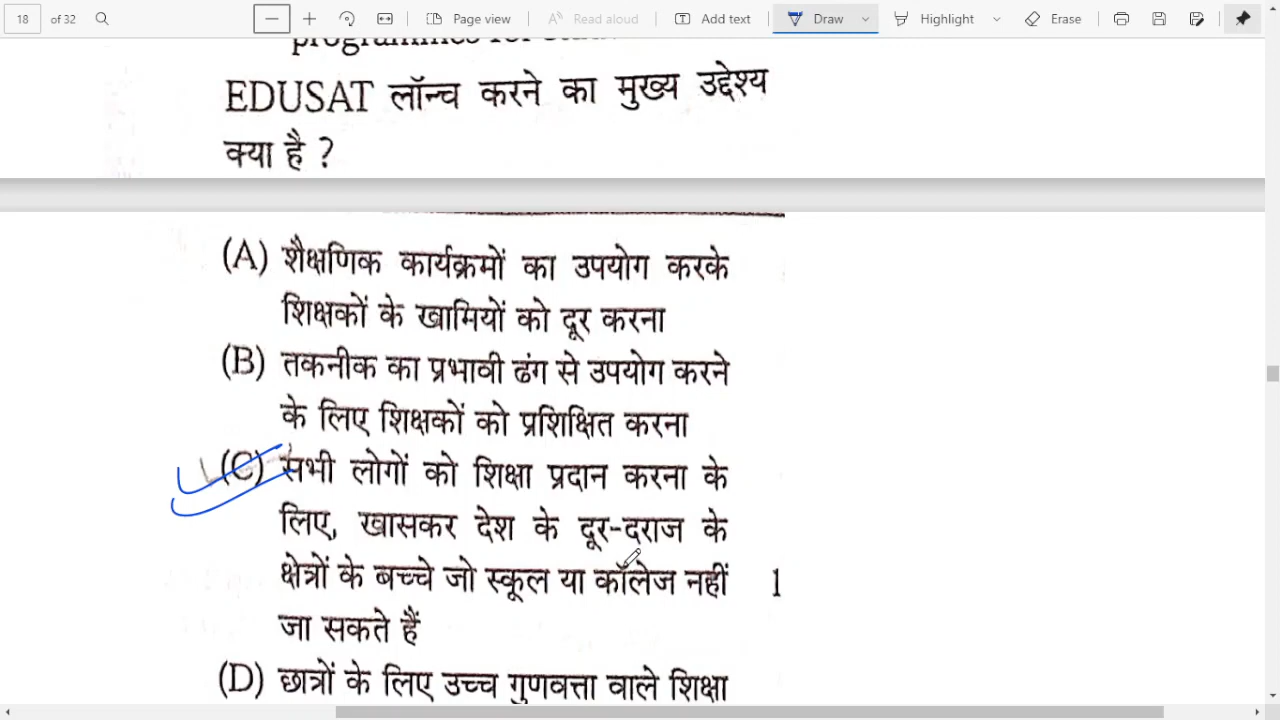 18 of 32 Page view Read aloud Add text Draw Highlight Erase
programmes for
EDUSAT लॉन्च करने का मुख्य उद्देश्य
क्या है ?
(A) शैक्षणिक कार्यक्रमों का उपयोग करके
शिक्षकों के खामियों को दूर करना
(B) तकनीक का प्रभावी ढंग से उपयोग करने
के लिए शिक्षकों को प्रशिक्षित करना
(C) सभी लोगों को शिक्षा प्रदान करना के
लिए, खासकर देश के दूर-दराज के
क्षेत्रों के बच्चे जो स्कूल या कॉलेज नहीं 1
जा सकते हैं
(D) छात्रों के लिए उच्च गुणवत्ता वाले शिक्षा